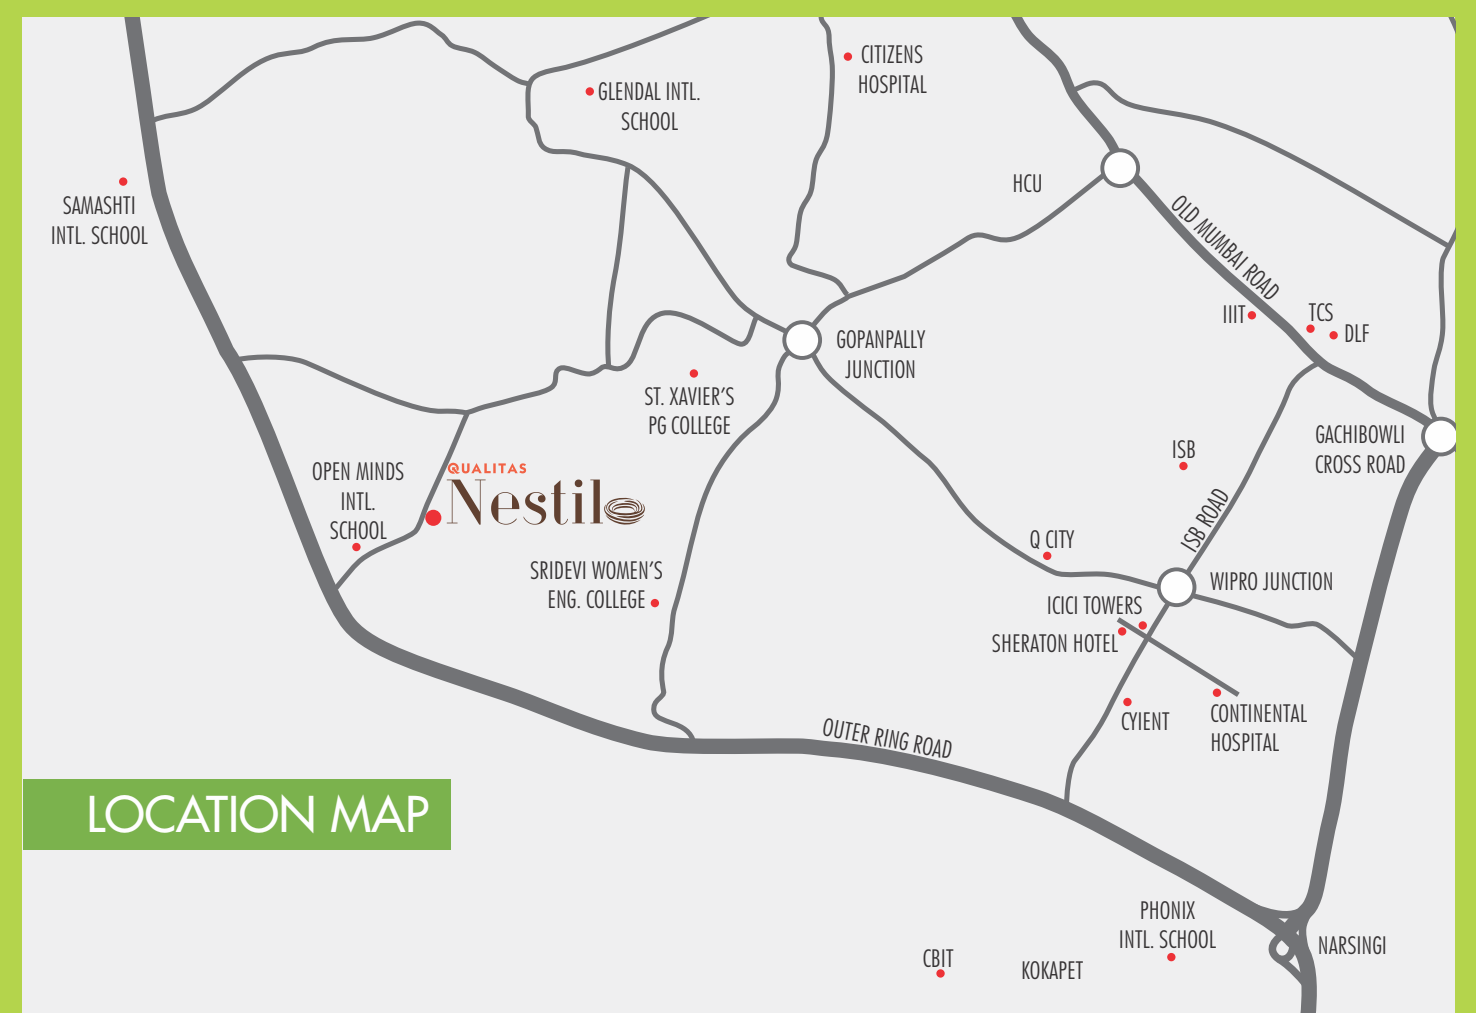 CITIZENS
HOSPITAL
GLENDAL INTL.
SCHOOL
HCU
SAMASHTI
INTL. SCHOOL
OLD MUMBAI ROAD
IIIT
TCS
DLF
GOPANPALLY
JUNCTION
ST. XAVIER'S
PG COLLEGE
GACHIBOWLI
CROSS ROAD
ISB
OPEN MINDS
INTL.
SCHOOL
QUALITAS
Nestilo
ISB ROAD
Q CITY
SRIDEVI WOMEN'S
ENG. COLLEGE
WIPRO JUNCTION
ICICI TOWERS
SHERATON HOTEL
CYIENT
CONTINENTAL
HOSPITAL
OUTER RING ROAD
LOCATION MAP
PHONIX
INTL. SCHOOL
NARSINGI
CBIT
KOKAPET